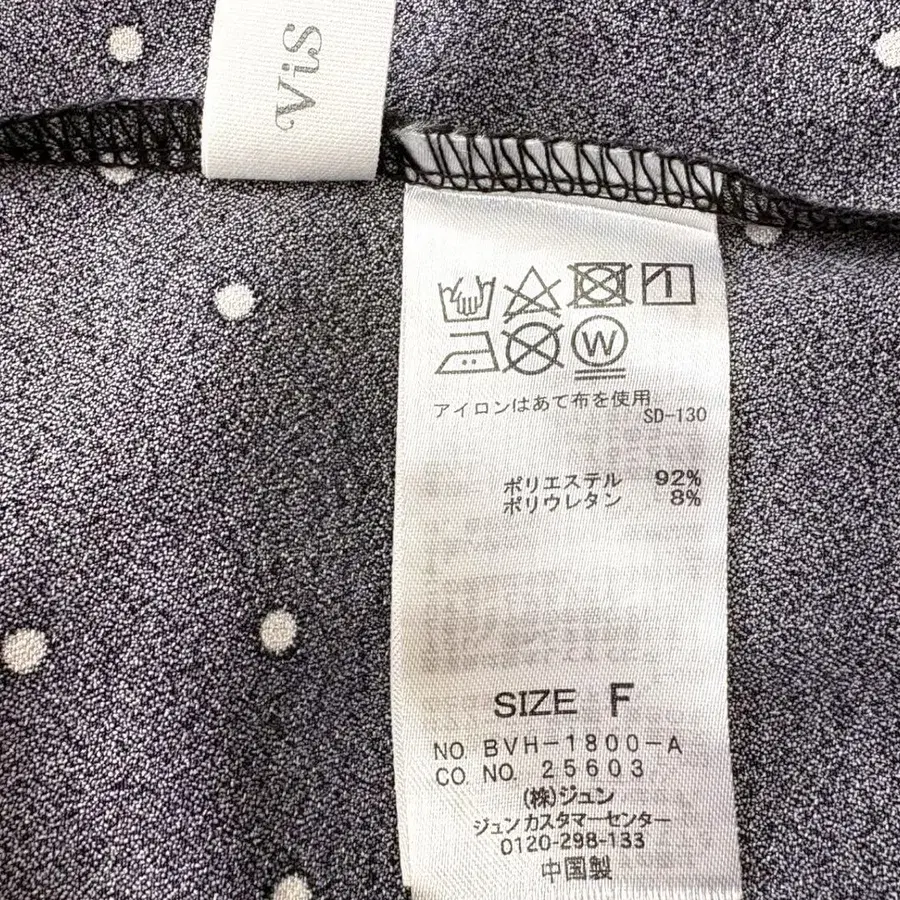 ViS
W
アイロンはあて布を使用
SD-130
ポリエステル 92%
ポリウレタン 8%
SIZE F
NO. BVH-1800-A
CO. NO. 25603
(株)ジュン
ジュンカスタマーセンター
0120-298-133
中国製